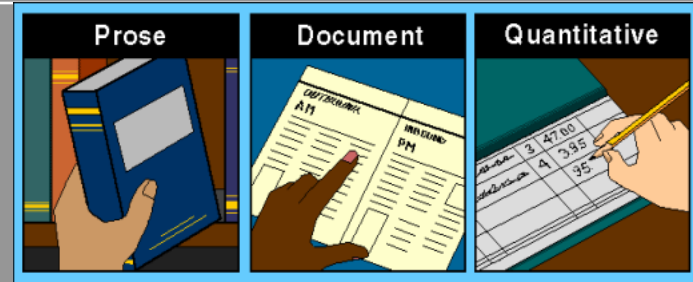 Prose
Document
Quantitative
OUTBOUND
AM
INBOUND
PM
3 47.00
4 3.95
95